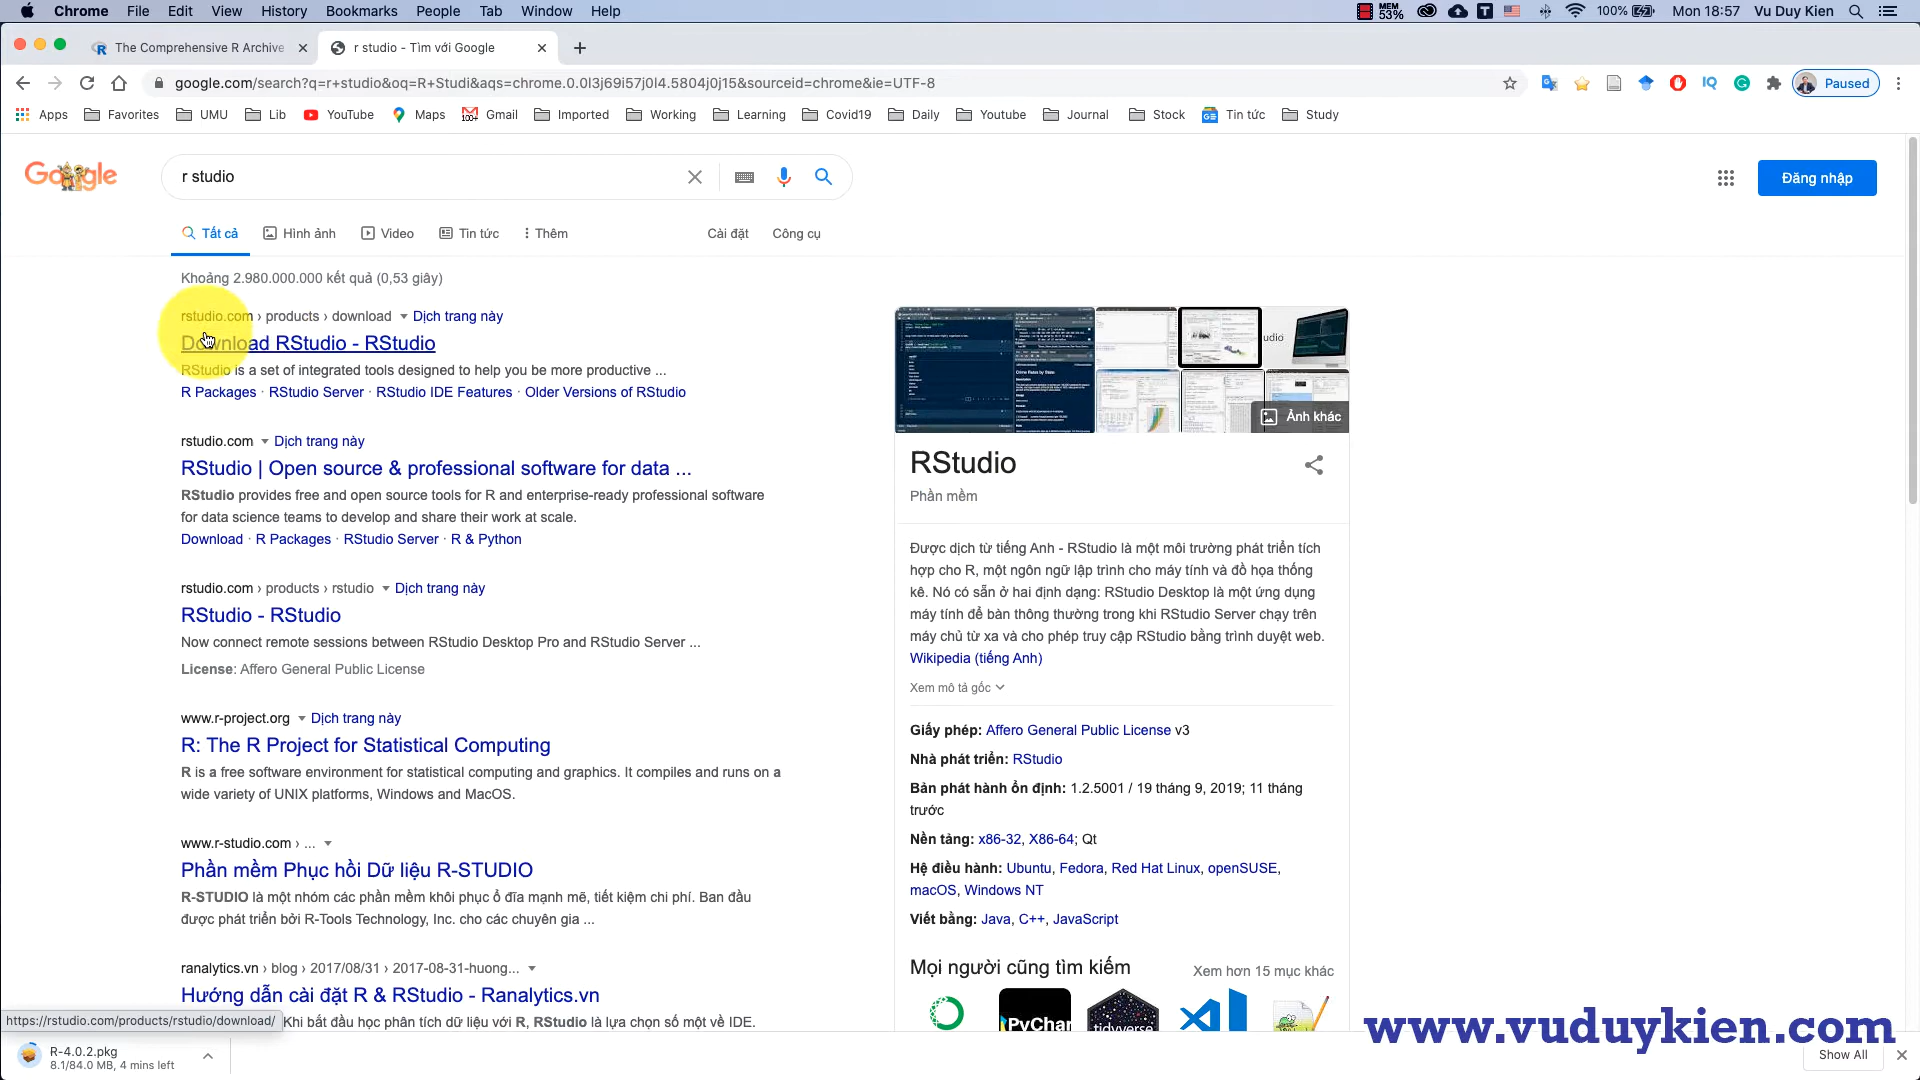 Chrome File Edit View History Bookmarks People Tab Window Help
MEM 53% 100% Mon 18:57 Vu Duy Kien
The Comprehensive R Archive
r studio - Tìm với Google
google.com/search?q=r+studio&oq=R+Studi&aqs=chrome.0.0l3j69i57j0l4.5804j0j15&sourceid=chrome&ie=UTF-8
Paused
Apps Favorites UMU Lib YouTube Maps Gmail Imported Working Learning Covid19 Daily Youtube Journal Stock Tin tức Study
Google
r studio
Đăng nhập
Tất cả Hình ảnh Video Tin tức Thêm Cài đặt Công cụ
Khoảng 2.980.000.000 kết quả (0,53 giây)
rstudio.com › products › download Dịch trang này
Download RStudio - RStudio
RStudio is a set of integrated tools designed to help you be more productive ...
R Packages · RStudio Server · RStudio IDE Features · Older Versions of RStudio
rstudio.com Dịch trang này
RStudio | Open source & professional software for data ...
RStudio provides free and open source tools for R and enterprise-ready professional software
for data science teams to develop and share their work at scale.
Download · R Packages · RStudio Server · R & Python
rstudio.com › products › rstudio Dịch trang này
RStudio - RStudio
Now connect remote sessions between RStudio Desktop Pro and RStudio Server ...
License: Affero General Public License
www.r-project.org Dịch trang này
R: The R Project for Statistical Computing
R is a free software environment for statistical computing and graphics. It compiles and runs on a
wide variety of UNIX platforms, Windows and MacOS.
www.r-studio.com › ...
Phần mềm Phục hồi Dữ liệu R-STUDIO
R-STUDIO là một nhóm các phần mềm khôi phục ổ đĩa mạnh mẽ, tiết kiệm chi phí. Ban đầu
được phát triển bởi R-Tools Technology, Inc. cho các chuyên gia ...
ranalytics.vn › blog › 2017/08/31 › 2017-08-31-huong...
Hướng dẫn cài đặt R & RStudio - Ranalytics.vn
Khi bắt đầu học phân tích dữ liệu với R, RStudio là lựa chọn số một về IDE.
https://rstudio.com/products/rstudio/download/
Ảnh khác
RStudio
Phần mềm
Được dịch từ tiếng Anh - RStudio là một môi trường phát triển tích
hợp cho R, một ngôn ngữ lập trình cho máy tính và đồ họa thống
kê. Nó có sẵn ở hai định dạng: RStudio Desktop là một ứng dụng
máy tính để bàn thông thường trong khi RStudio Server chạy trên
máy chủ từ xa và cho phép truy cập RStudio bằng trình duyệt web.
Wikipedia (tiếng Anh)
Xem mô tả gốc
Giấy phép: Affero General Public License v3
Nhà phát triển: RStudio
Bản phát hành ổn định: 1.2.5001 / 19 tháng 9, 2019; 11 tháng
trước
Nền tảng: x86-32, X86-64; Qt
Hệ điều hành: Ubuntu, Fedora, Red Hat Linux, openSUSE,
macOS, Windows NT
Viết bằng: Java, C++, JavaScript
Mọi người cũng tìm kiếm Xem hơn 15 mục khác
PyChar tidyverse
www.vuduykien.com
R-4.0.2.pkg
8.1/84.0 MB, 4 mins left
Show All